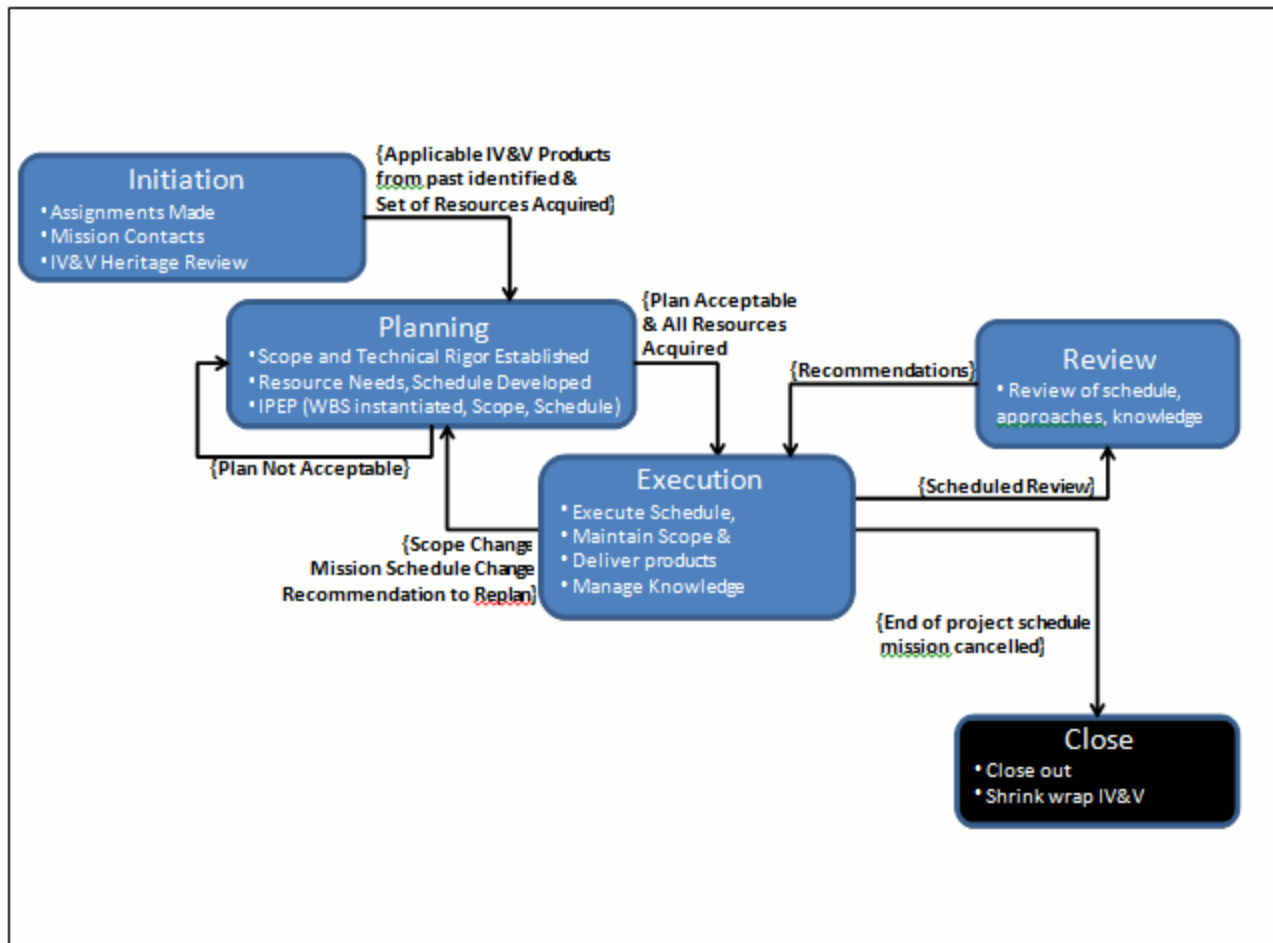 Initiation
• Assignments Made
• Mission Contacts
• IV&V Heritage Review
{Applicable IV&V Products
from past identified &
Set of Resources Acquired}
Planning
• Scope and Technical Rigor Established
• Resource Needs, Schedule Developed
• IPEP (WBS instantiated, Scope, Schedule)
{Plan Not Acceptable}
{Plan Acceptable
& All Resources
Acquired
{Recommendations}
Review
• Review of schedule,
approaches, knowledge
{Scheduled Review}
Execution
• Execute Schedule,
• Maintain Scope &
• Deliver products
• Manage Knowledge
{Scope Change
Mission Schedule Change
Recommendation to Replan}
{End of project schedule
mission cancelled}
Close
• Close out
• Shrink wrap IV&V